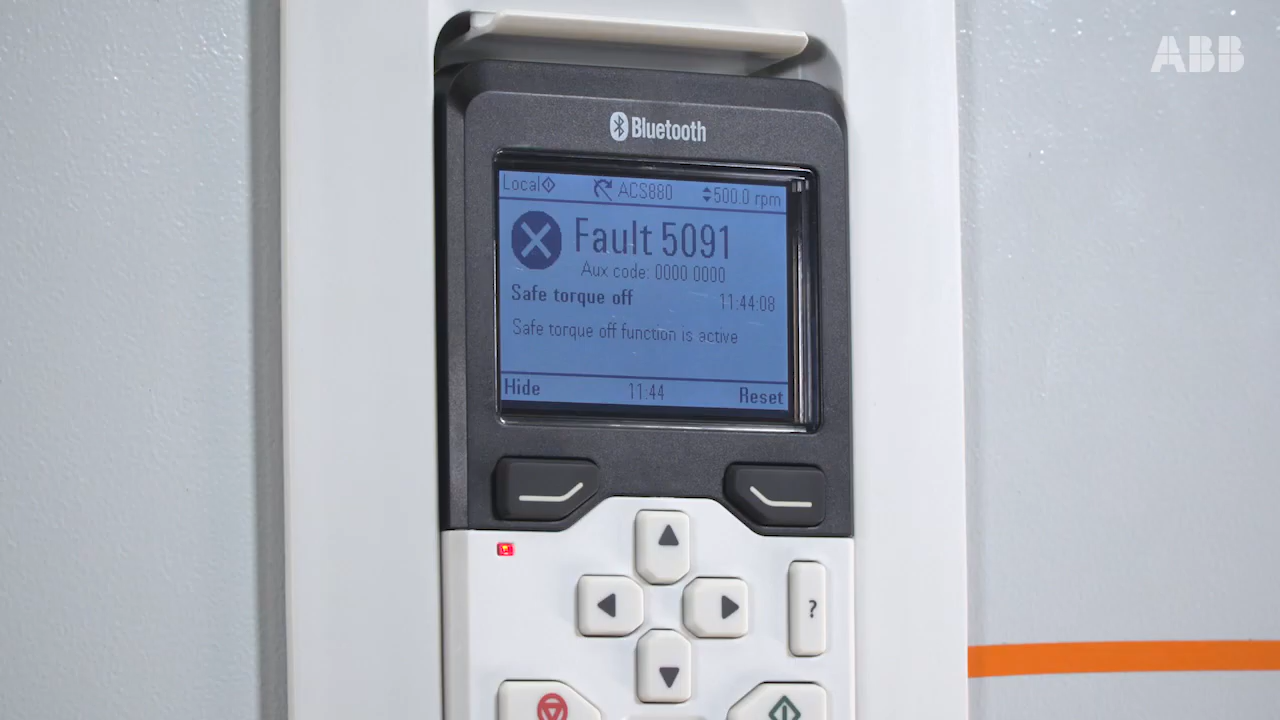 ABB
Bluetooth
Local ACS880 500.0 rpm
Fault 5091
Aux code: 0000 0000
Safe torque off 11:44:08
Safe torque off function is active
Hide 11:44 Reset
?